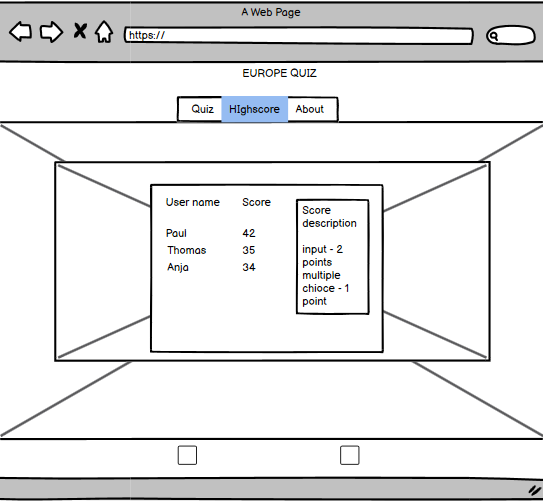 A Web Page
https://
EUROPE QUIZ
Quiz HIghscore About
User name Score
Paul 42
Thomas 35
Anja 34
Score
description
input - 2
points
multiple
chioce - 1
point